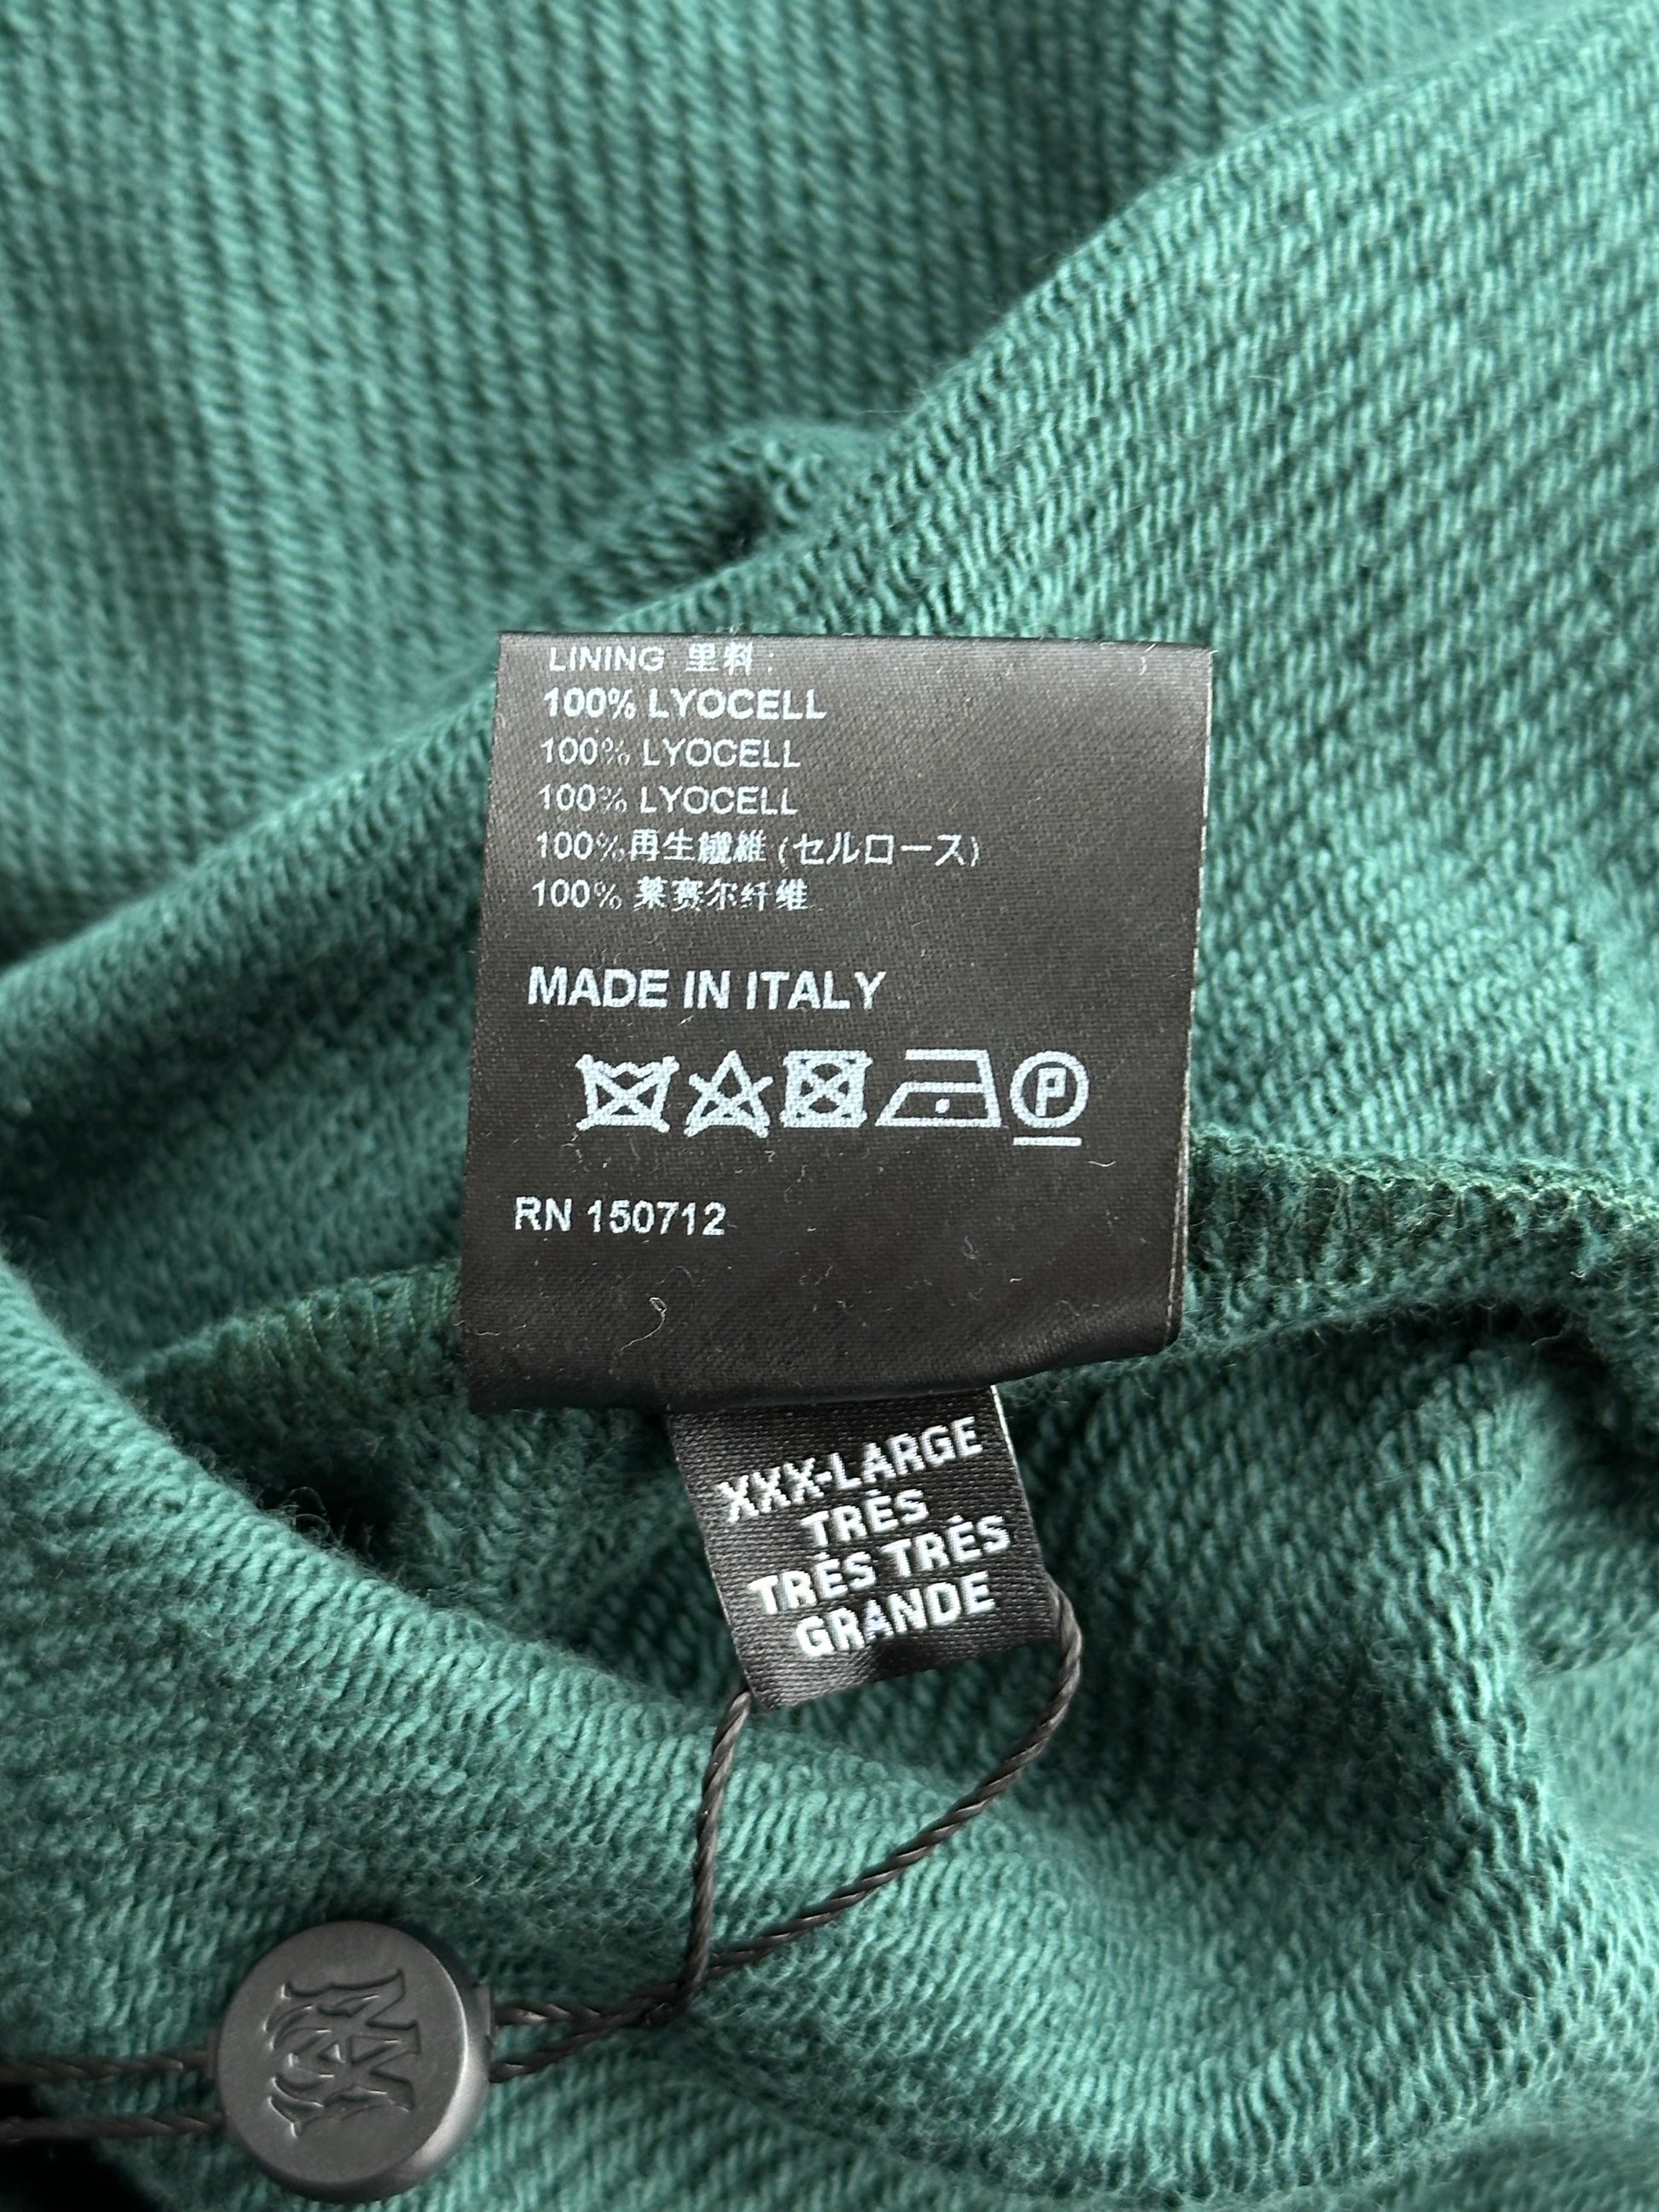 LINING 里料:
100% LYOCELL
100% LYOCELL
100% LYOCELL
100%再生繊維 (セルロース)
100% 莱赛尔纤维
MADE IN ITALY
P
RN 150712
XXX-LARGE
TRÈS
TRÈS TRÈS
GRANDE